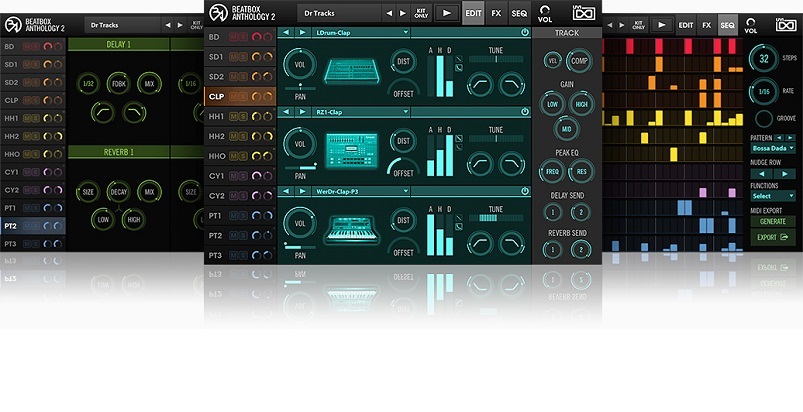 BEATBOX
ANTHOLOGY 2
Dr Tracks
KIT
ONLY
BD
SD1
SD2
CLP
HH1
HH2
HHO
CY1
CY2
PT1
PT2
PT3
DELAY 1
1/32
FDBK
MIX
1/16
REVERB 1
SIZE
DECAY
MIX
SIZE
LOW
HIGH
BEATBOX
ANTHOLOGY 2
Dr Tracks
KIT
ONLY
EDIT
FX
SEQ
VOL
BD
SD1
SD2
CLP
HH1
HH2
HHO
CY1
CY2
PT1
PT2
PT3
M S
LDrum-Clap
VOL
PAN
DIST
OFFSET
A H D
TUNE
RZ1-Clap
VOL
PAN
DIST
OFFSET
A H D
TUNE
WerDr-Clap-P3
VOL
PAN
DIST
OFFSET
A H D
TUNE
TRACK
VEL
COMP
GAIN
LOW
HIGH
MID
PEAK EQ
FREQ
RES
DELAY SEND
1
2
REVERB SEND
1
2
KIT
ONLY
EDIT
FX
SEQ
VOL
32
STEPS
1/16
RATE
GROOVE
PATTERN
Bossa Dada
NUDGE ROW
FUNCTIONS
Select
MIDI EXPORT
GENERATE
EXPORT